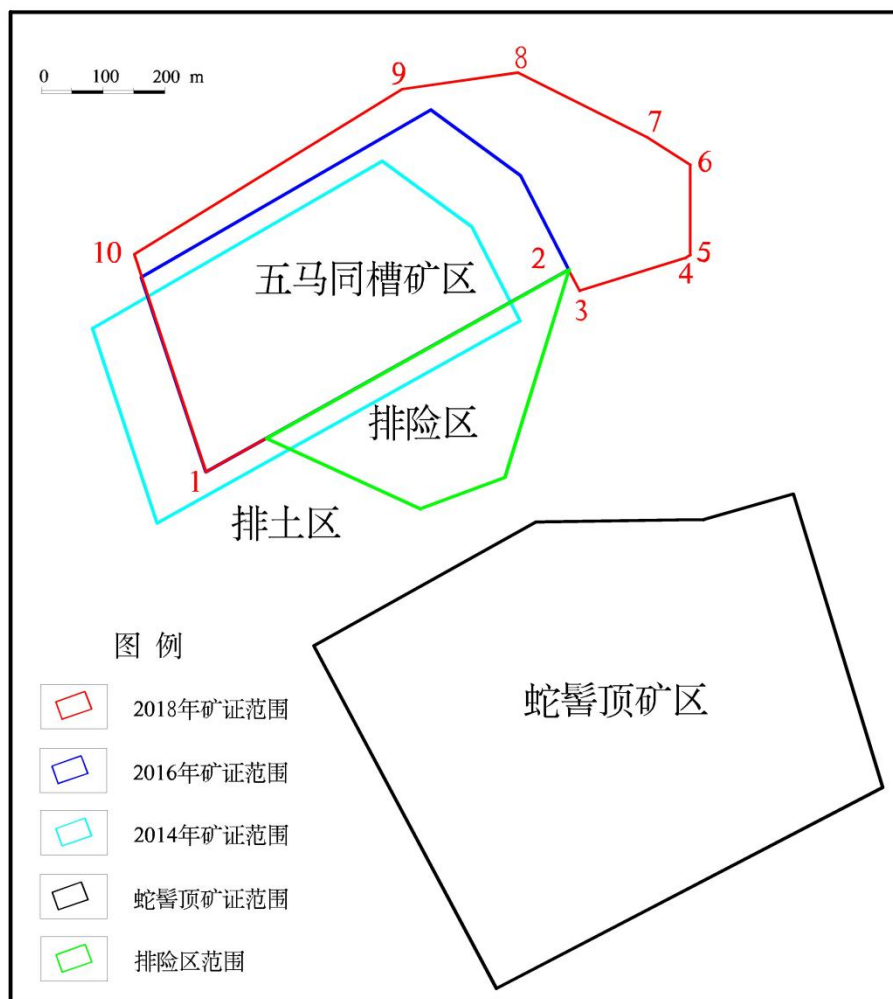 0 100 200 m
8
9
7
6
10
五马同槽矿区
2
5
4
3
排险区
1
排土区
图 例
蛇髻顶矿区
2018年矿证范围
2016年矿证范围
2014年矿证范围
蛇髻顶矿证范围
排险区范围